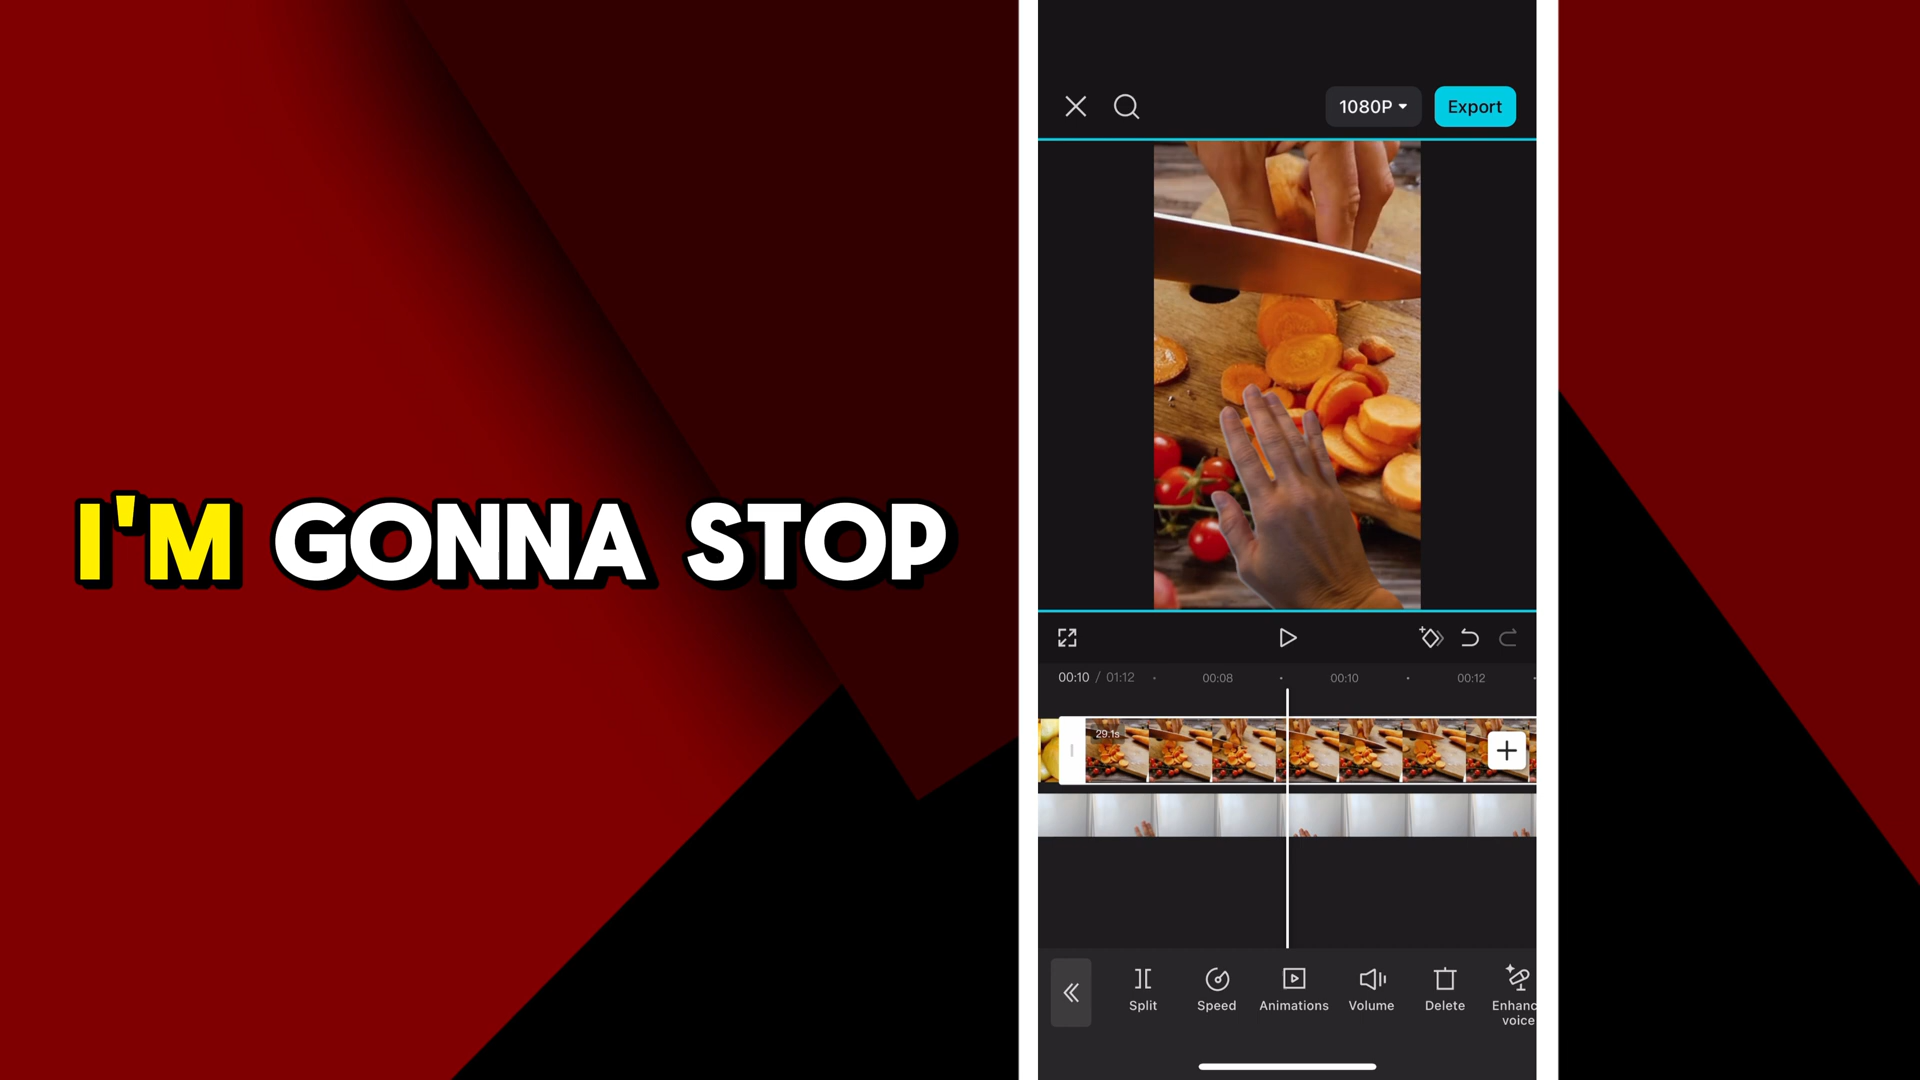 I'M GONNA STOP
1080P Export
00:10 / 01:12 00:08 00:10 00:12
29.1s
Split Speed Animations Volume Delete Enhanc
voice